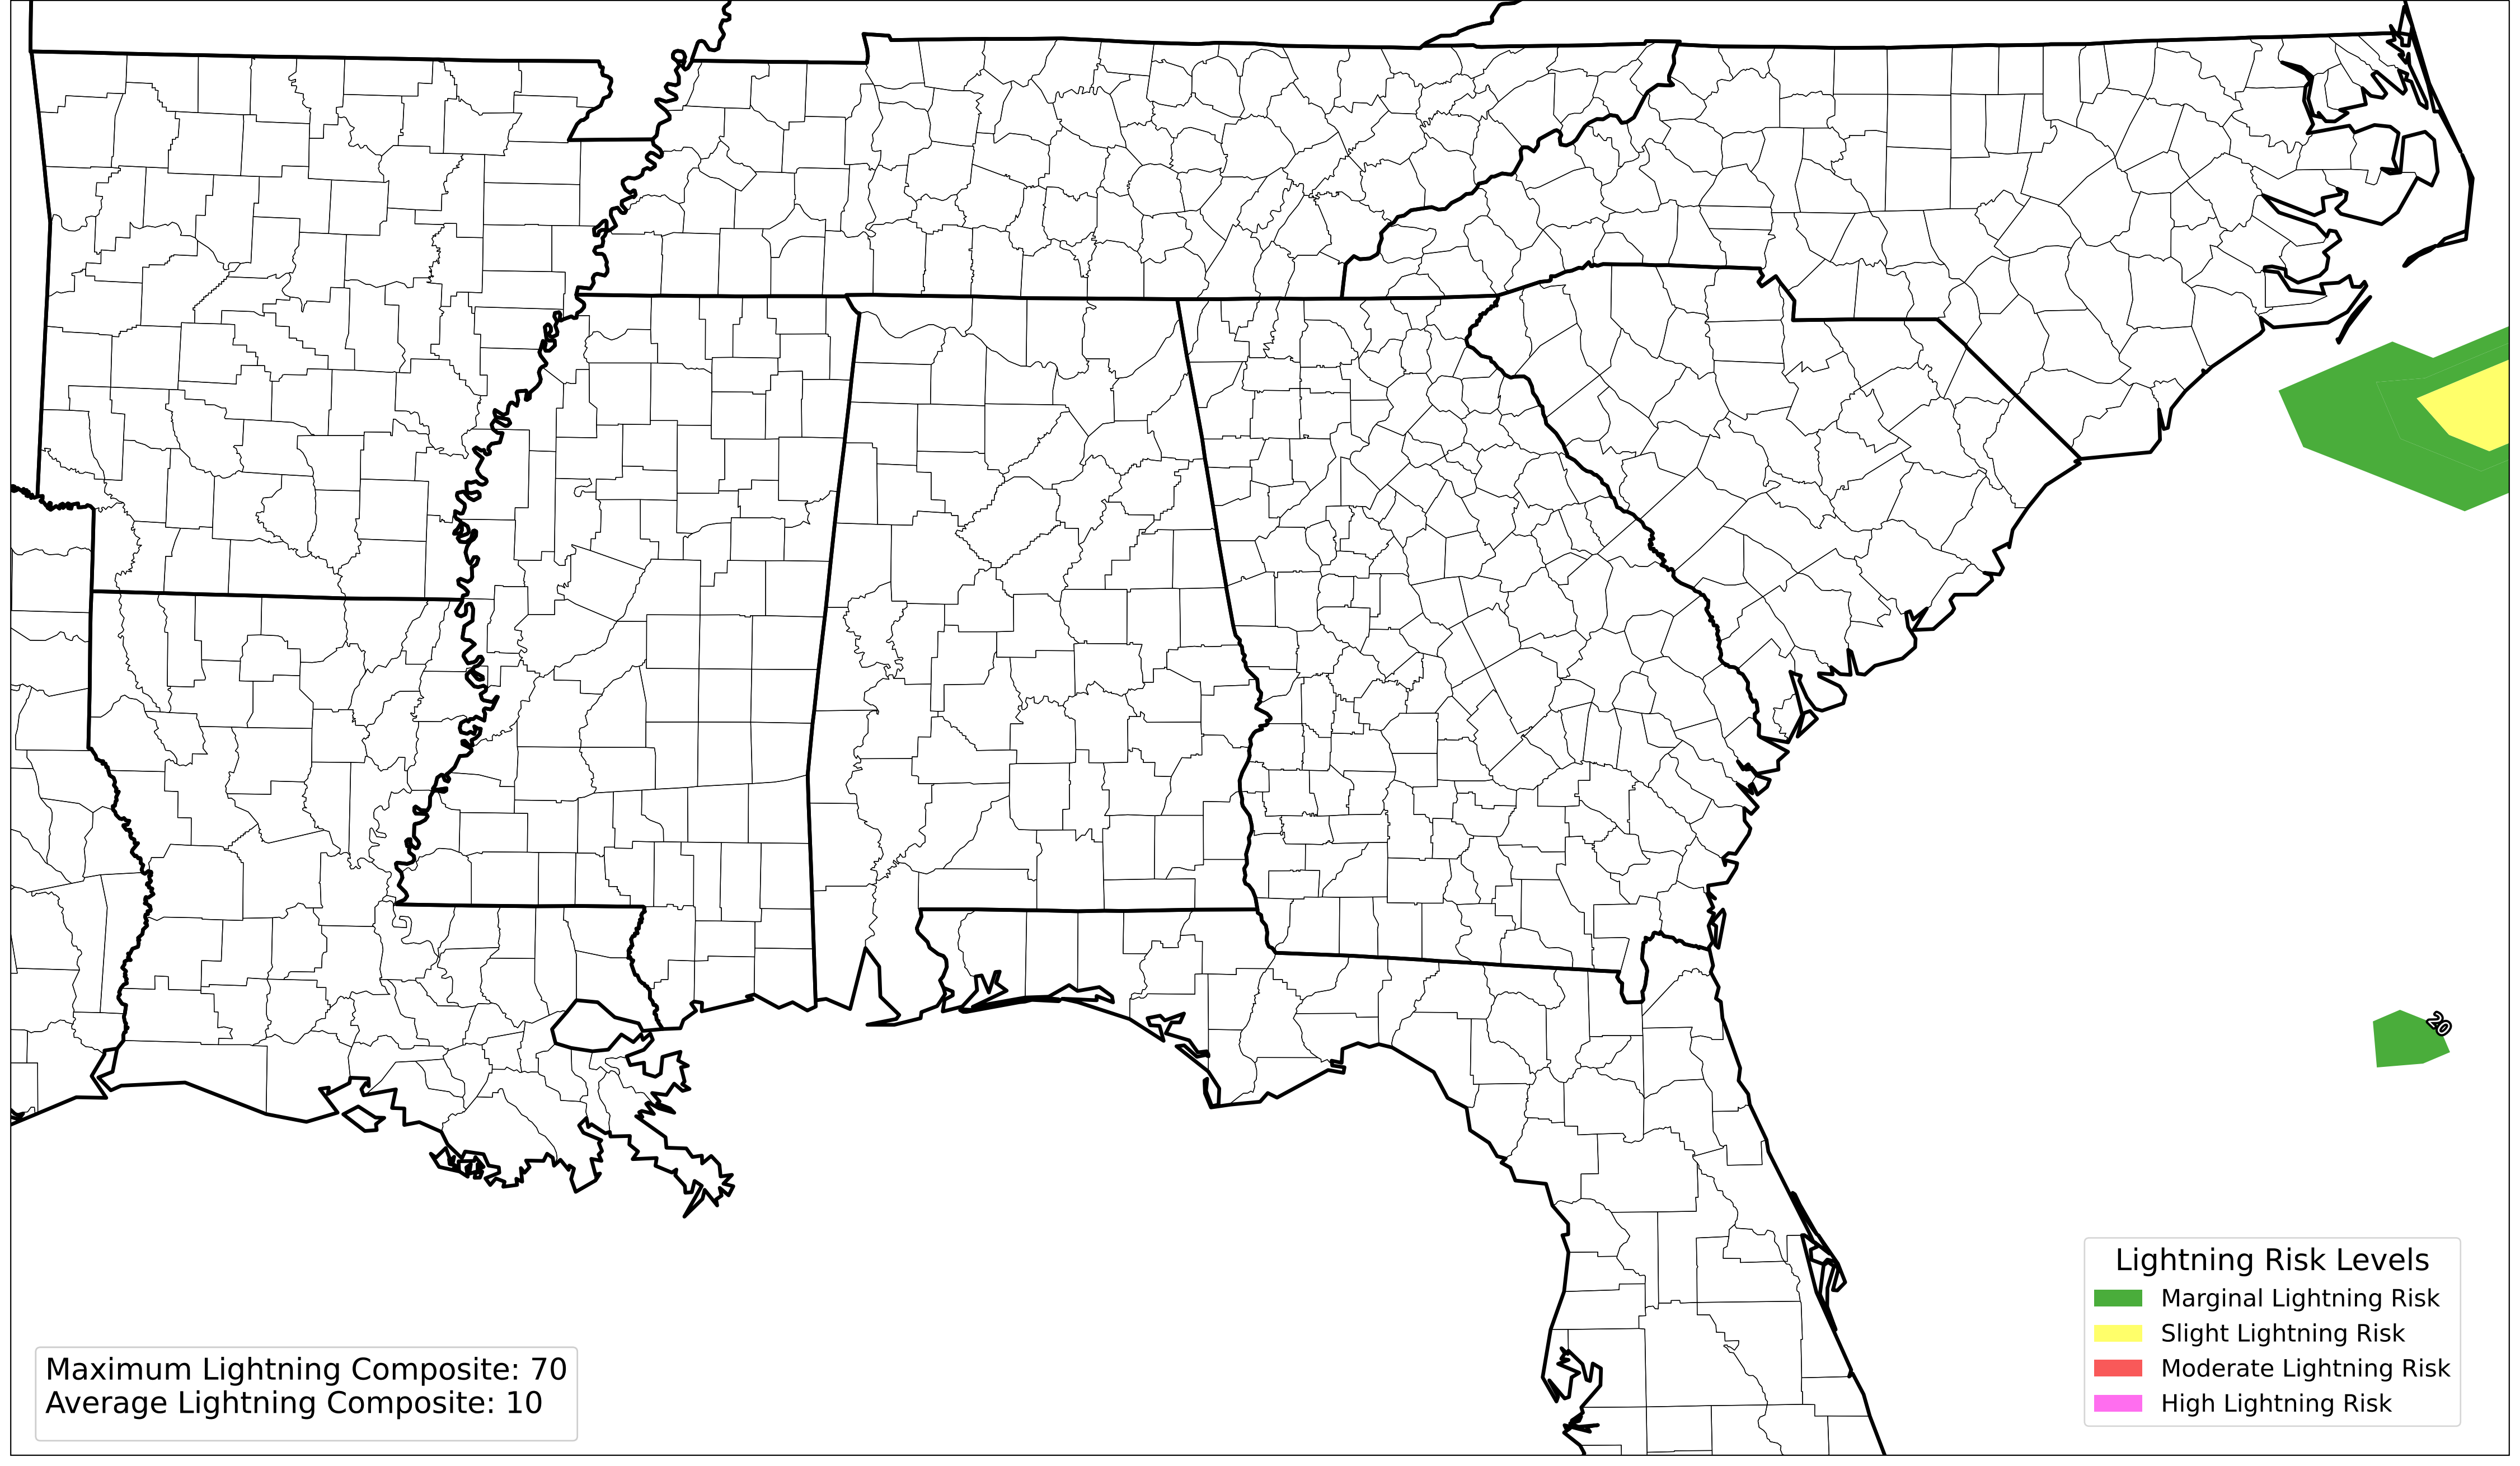 20
Lightning Risk Levels
Marginal Lightning Risk
Slight Lightning Risk
Moderate Lightning Risk
High Lightning Risk
Maximum Lightning Composite: 70
Average Lightning Composite: 10